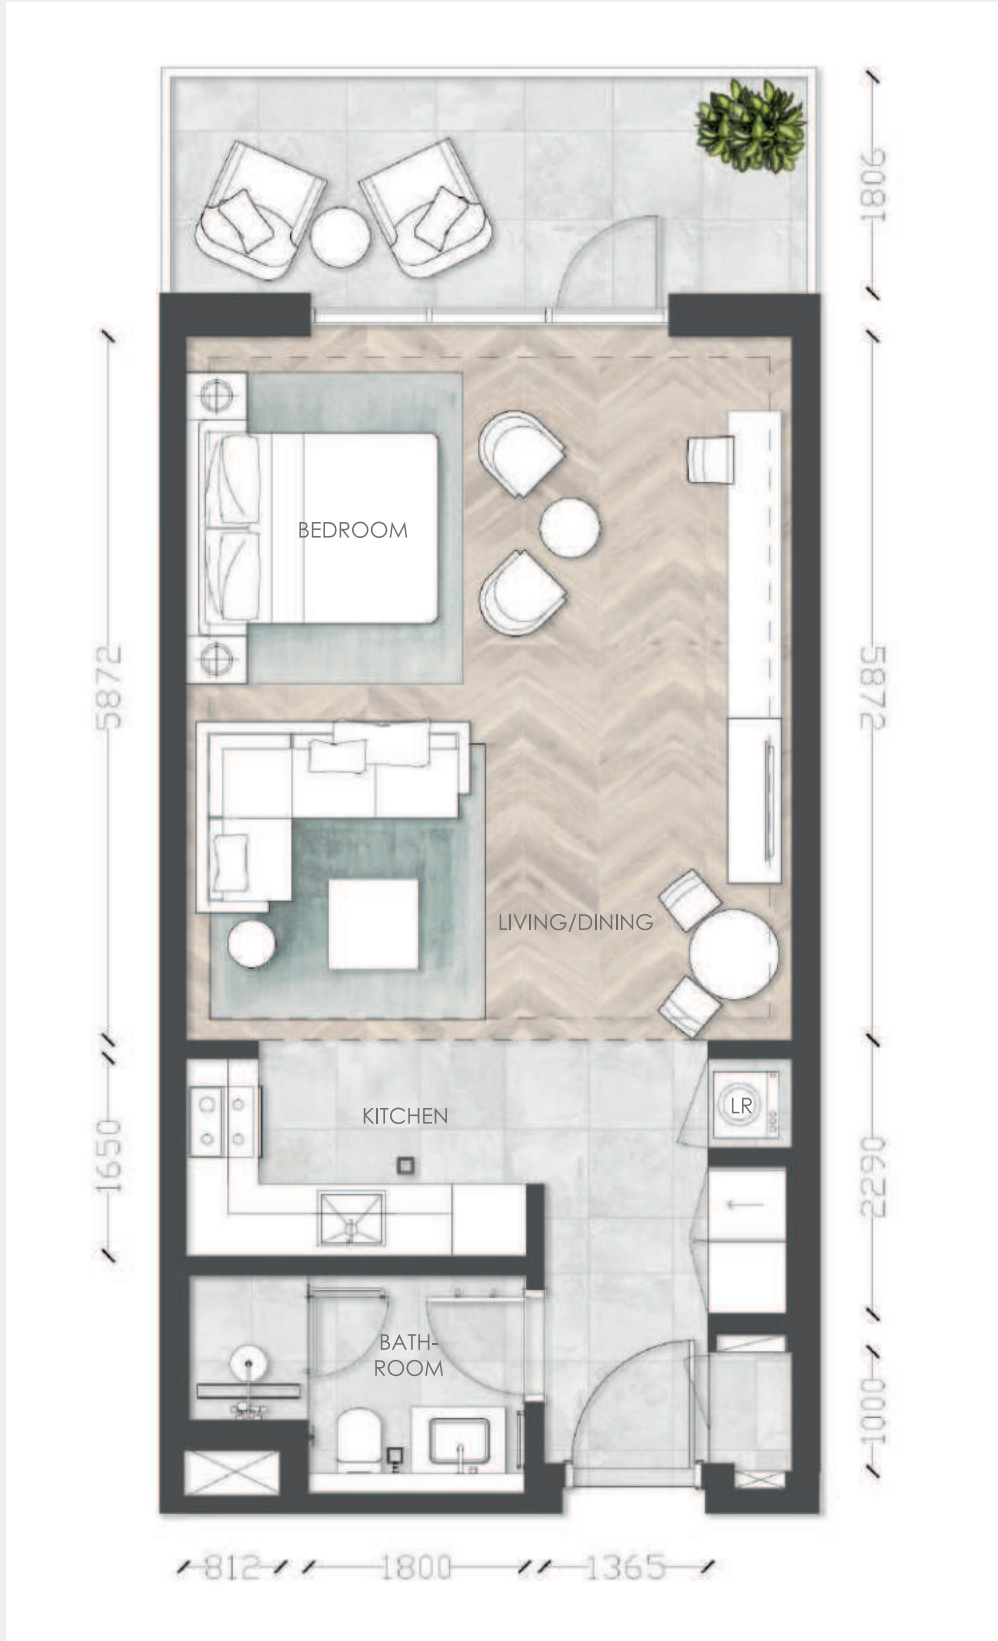 1806
BEDROOM
5872
5872
LIVING/DINING
LR
KITCHEN
1650
2290
BATH-
ROOM
1000
812
1800
1365